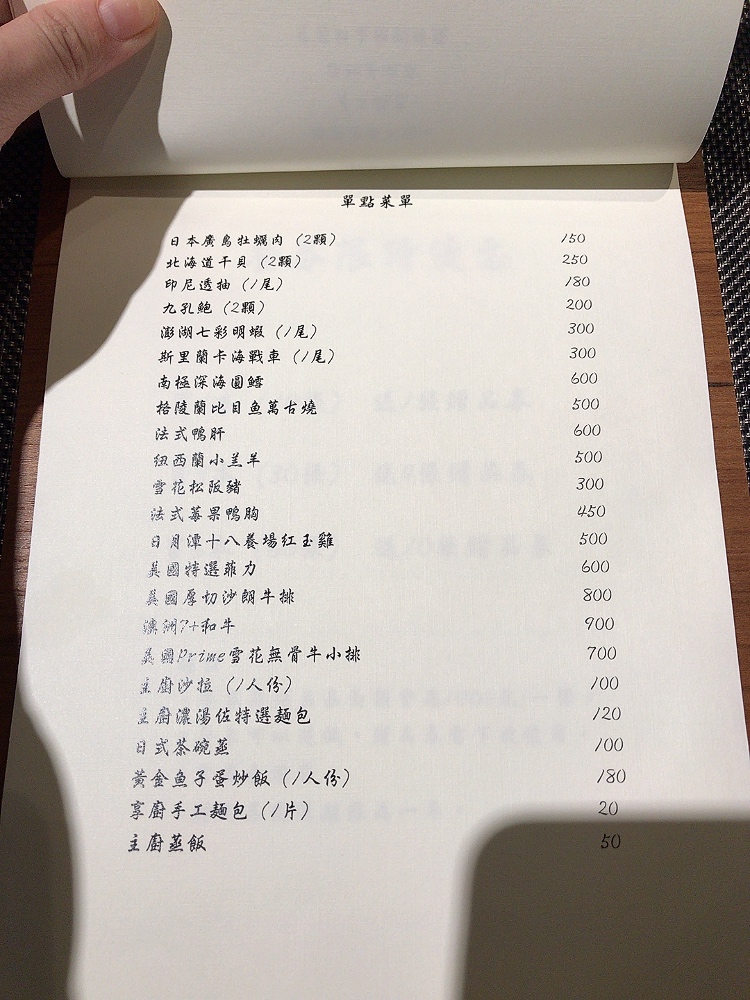 單點菜單
日本廣島牡蠣肉 (2顆) 150
北海道干貝 (2顆) 250
印尼透抽 (1尾) 180
九孔鮑 (2顆) 200
澎湖七彩明蝦 (1尾) 300
斯里蘭卡海戰車 (1尾) 300
南極深海圓鱈 600
格陵蘭比目魚萬古燒 500
法式鴨肝 600
紐西蘭小羔羊 500
雪花松阪豬 300
法式莓果鴨胸 450
日月潭十八養場紅玉雞 500
美國特選菲力 600
美國厚切沙朗牛排 800
澳洲7+和牛 900
美國Prime雪花無骨牛小排 700
主廚沙拉 (1人份) 100
主廚濃湯佐特選麵包 120
日式茶碗蒸 100
黃金魚子蛋炒飯 (1人份) 180
享廚手工麵包 (1片) 20
主廚蒸飯 50